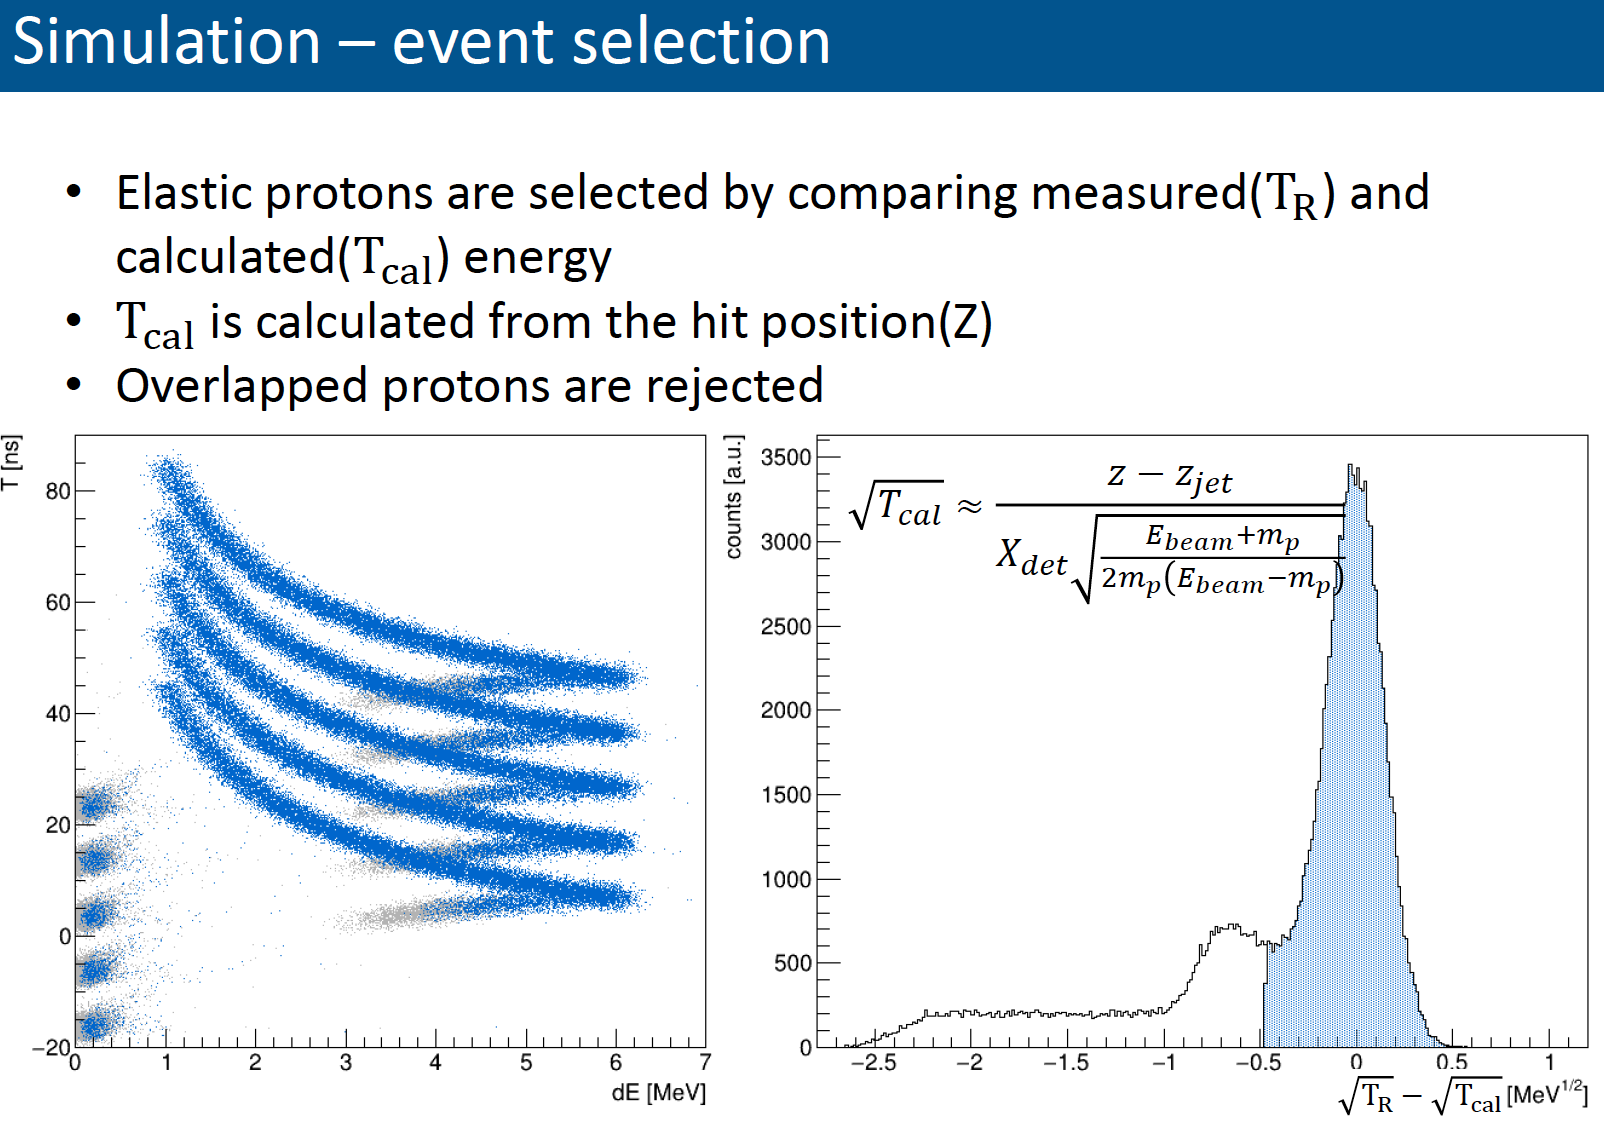 Simulation – event selection
• Elastic protons are selected by comparing measured(T_R) and
calculated(T_cal) energy
• T_cal is calculated from the hit position(Z)
• Overlapped protons are rejected
T [ns]
80
60
40
20
0
−20
0 1 2 3 4 5 6 7
dE [MeV]
counts [a.u.]
3500
3000
2500
2000
1500
1000
500
0
√T_cal ≈ (z − z_jet) / (X_det √((E_beam+m_p) / (2m_p(E_beam−m_p))))
−2.5 −2 −1.5 −1 −0.5 0 0.5 1
√T_R − √T_cal [MeV^1/2]